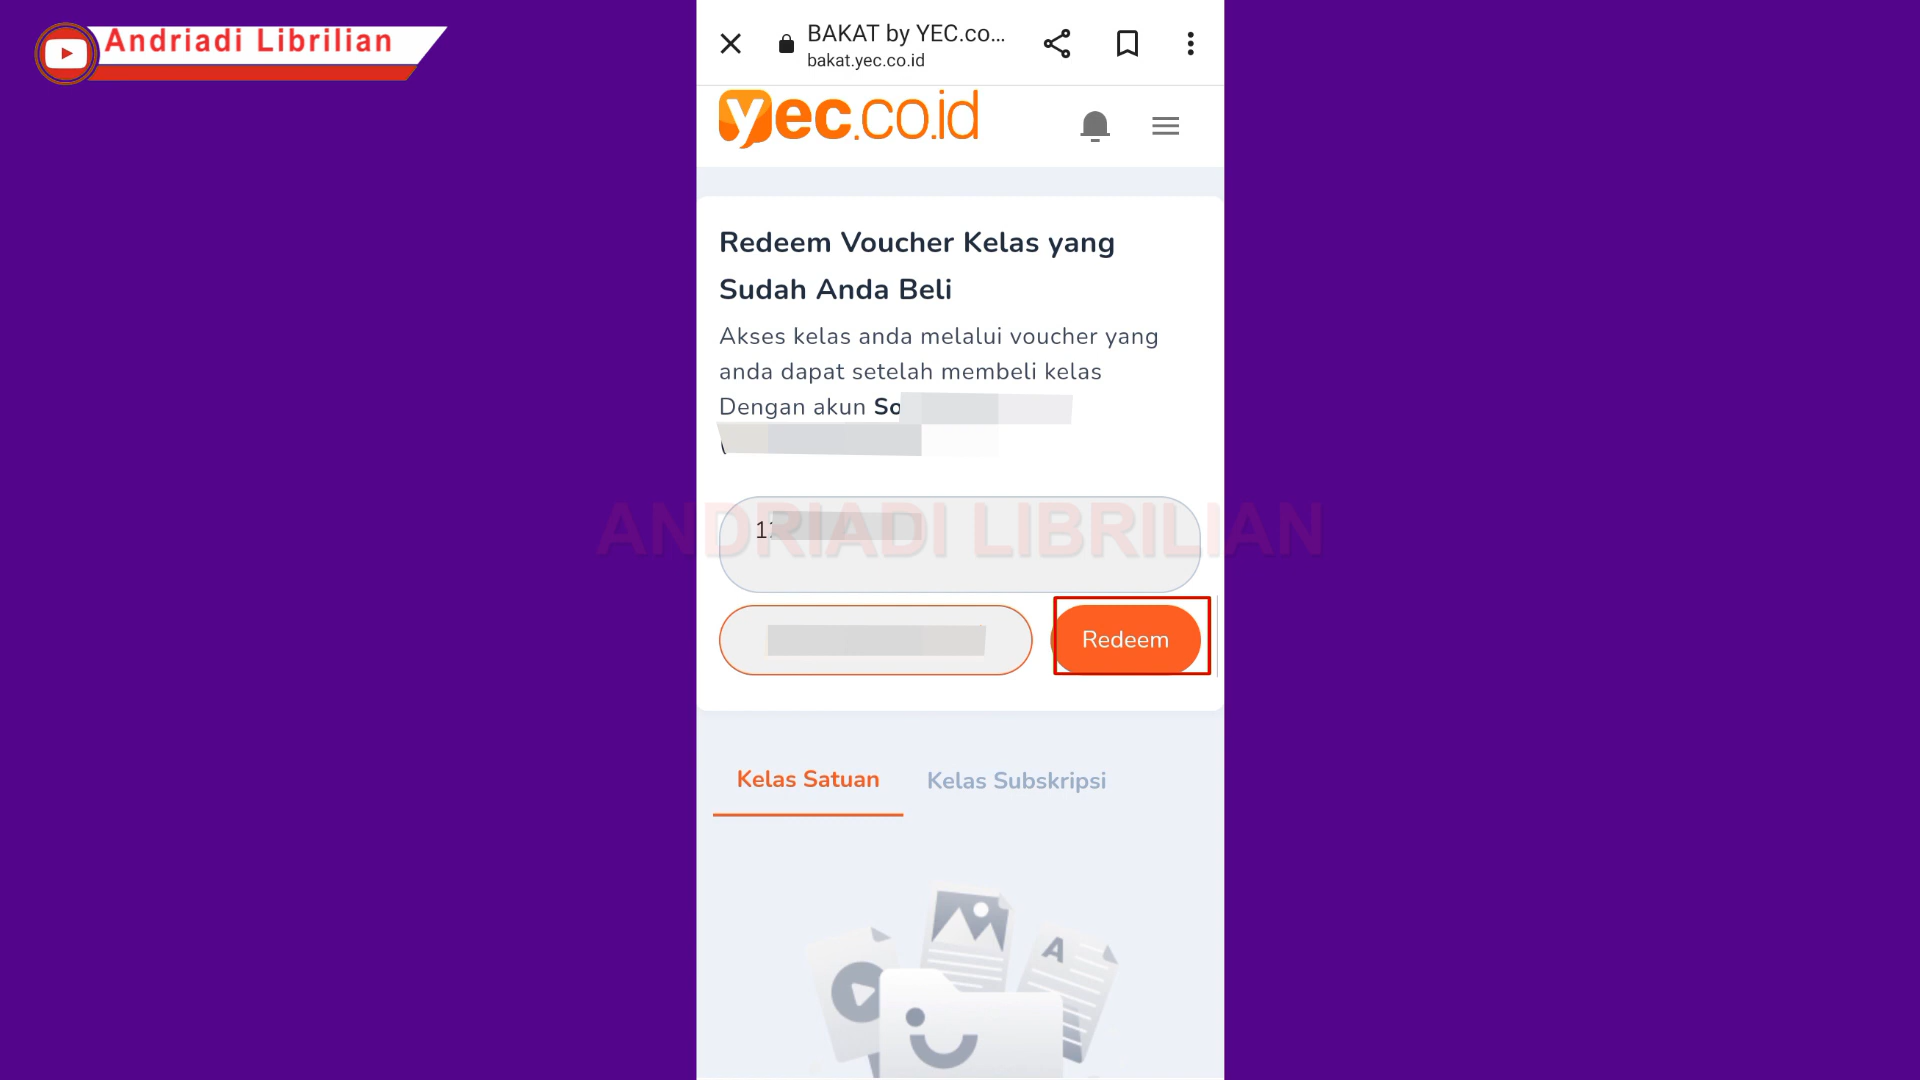 Andriadi Librilian
BAKAT by YEC.co...
bakat.yec.co.id
yec.co.id
Redeem Voucher Kelas yang
Sudah Anda Beli
Akses kelas anda melalui voucher yang
anda dapat setelah membeli kelas
Dengan akun So
ANDRIADI LIBRILIAN
Redeem
Kelas Satuan
Kelas Subskripsi
A